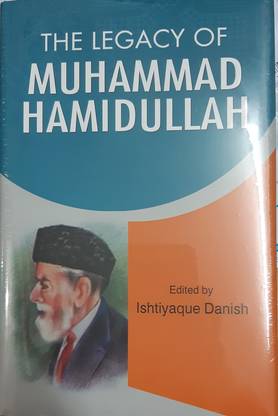 THE LEGACY OF
MUHAMMAD
HAMIDULLAH
Edited by
Ishtiyaque Danish